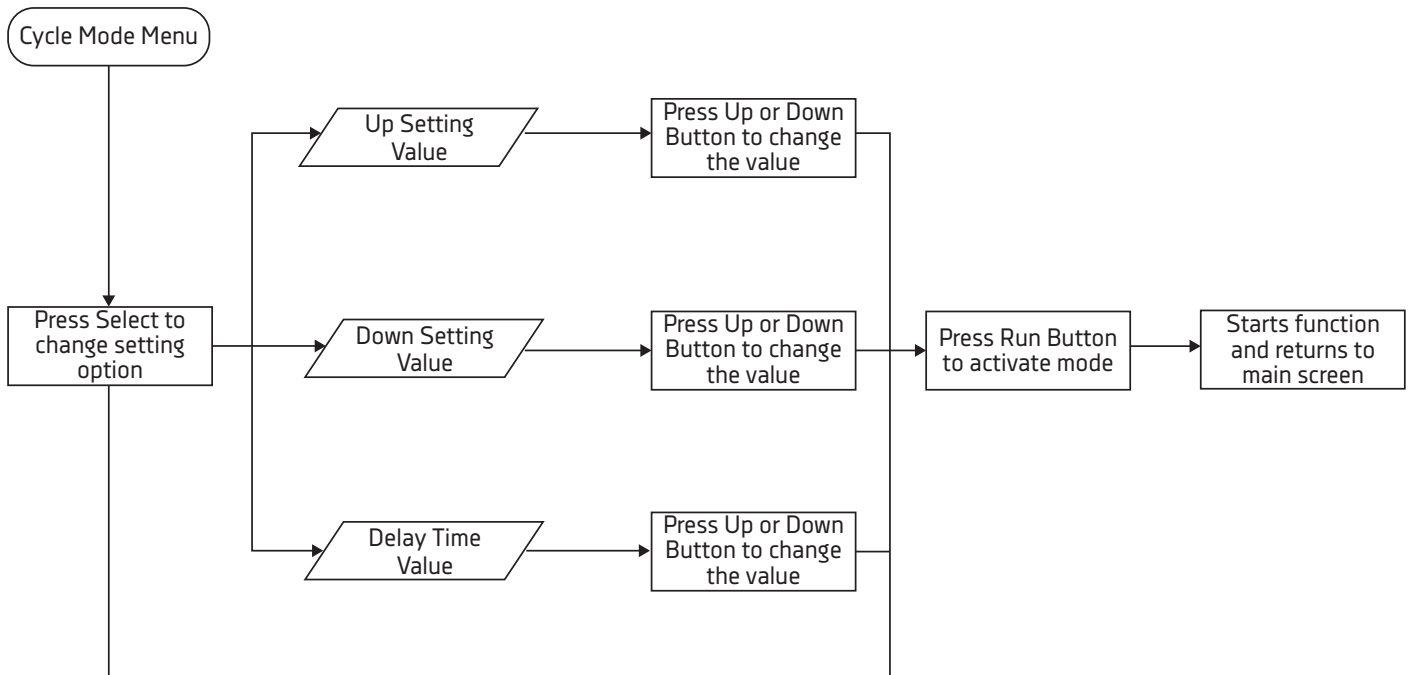 Cycle Mode Menu
Up Setting
Value
Press Up or Down
Button to change
the value
Press Select to
change setting
option
Down Setting
Value
Press Up or Down
Button to change
the value
Press Run Button
to activate mode
Starts function
and returns to
main screen
Delay Time
Value
Press Up or Down
Button to change
the value